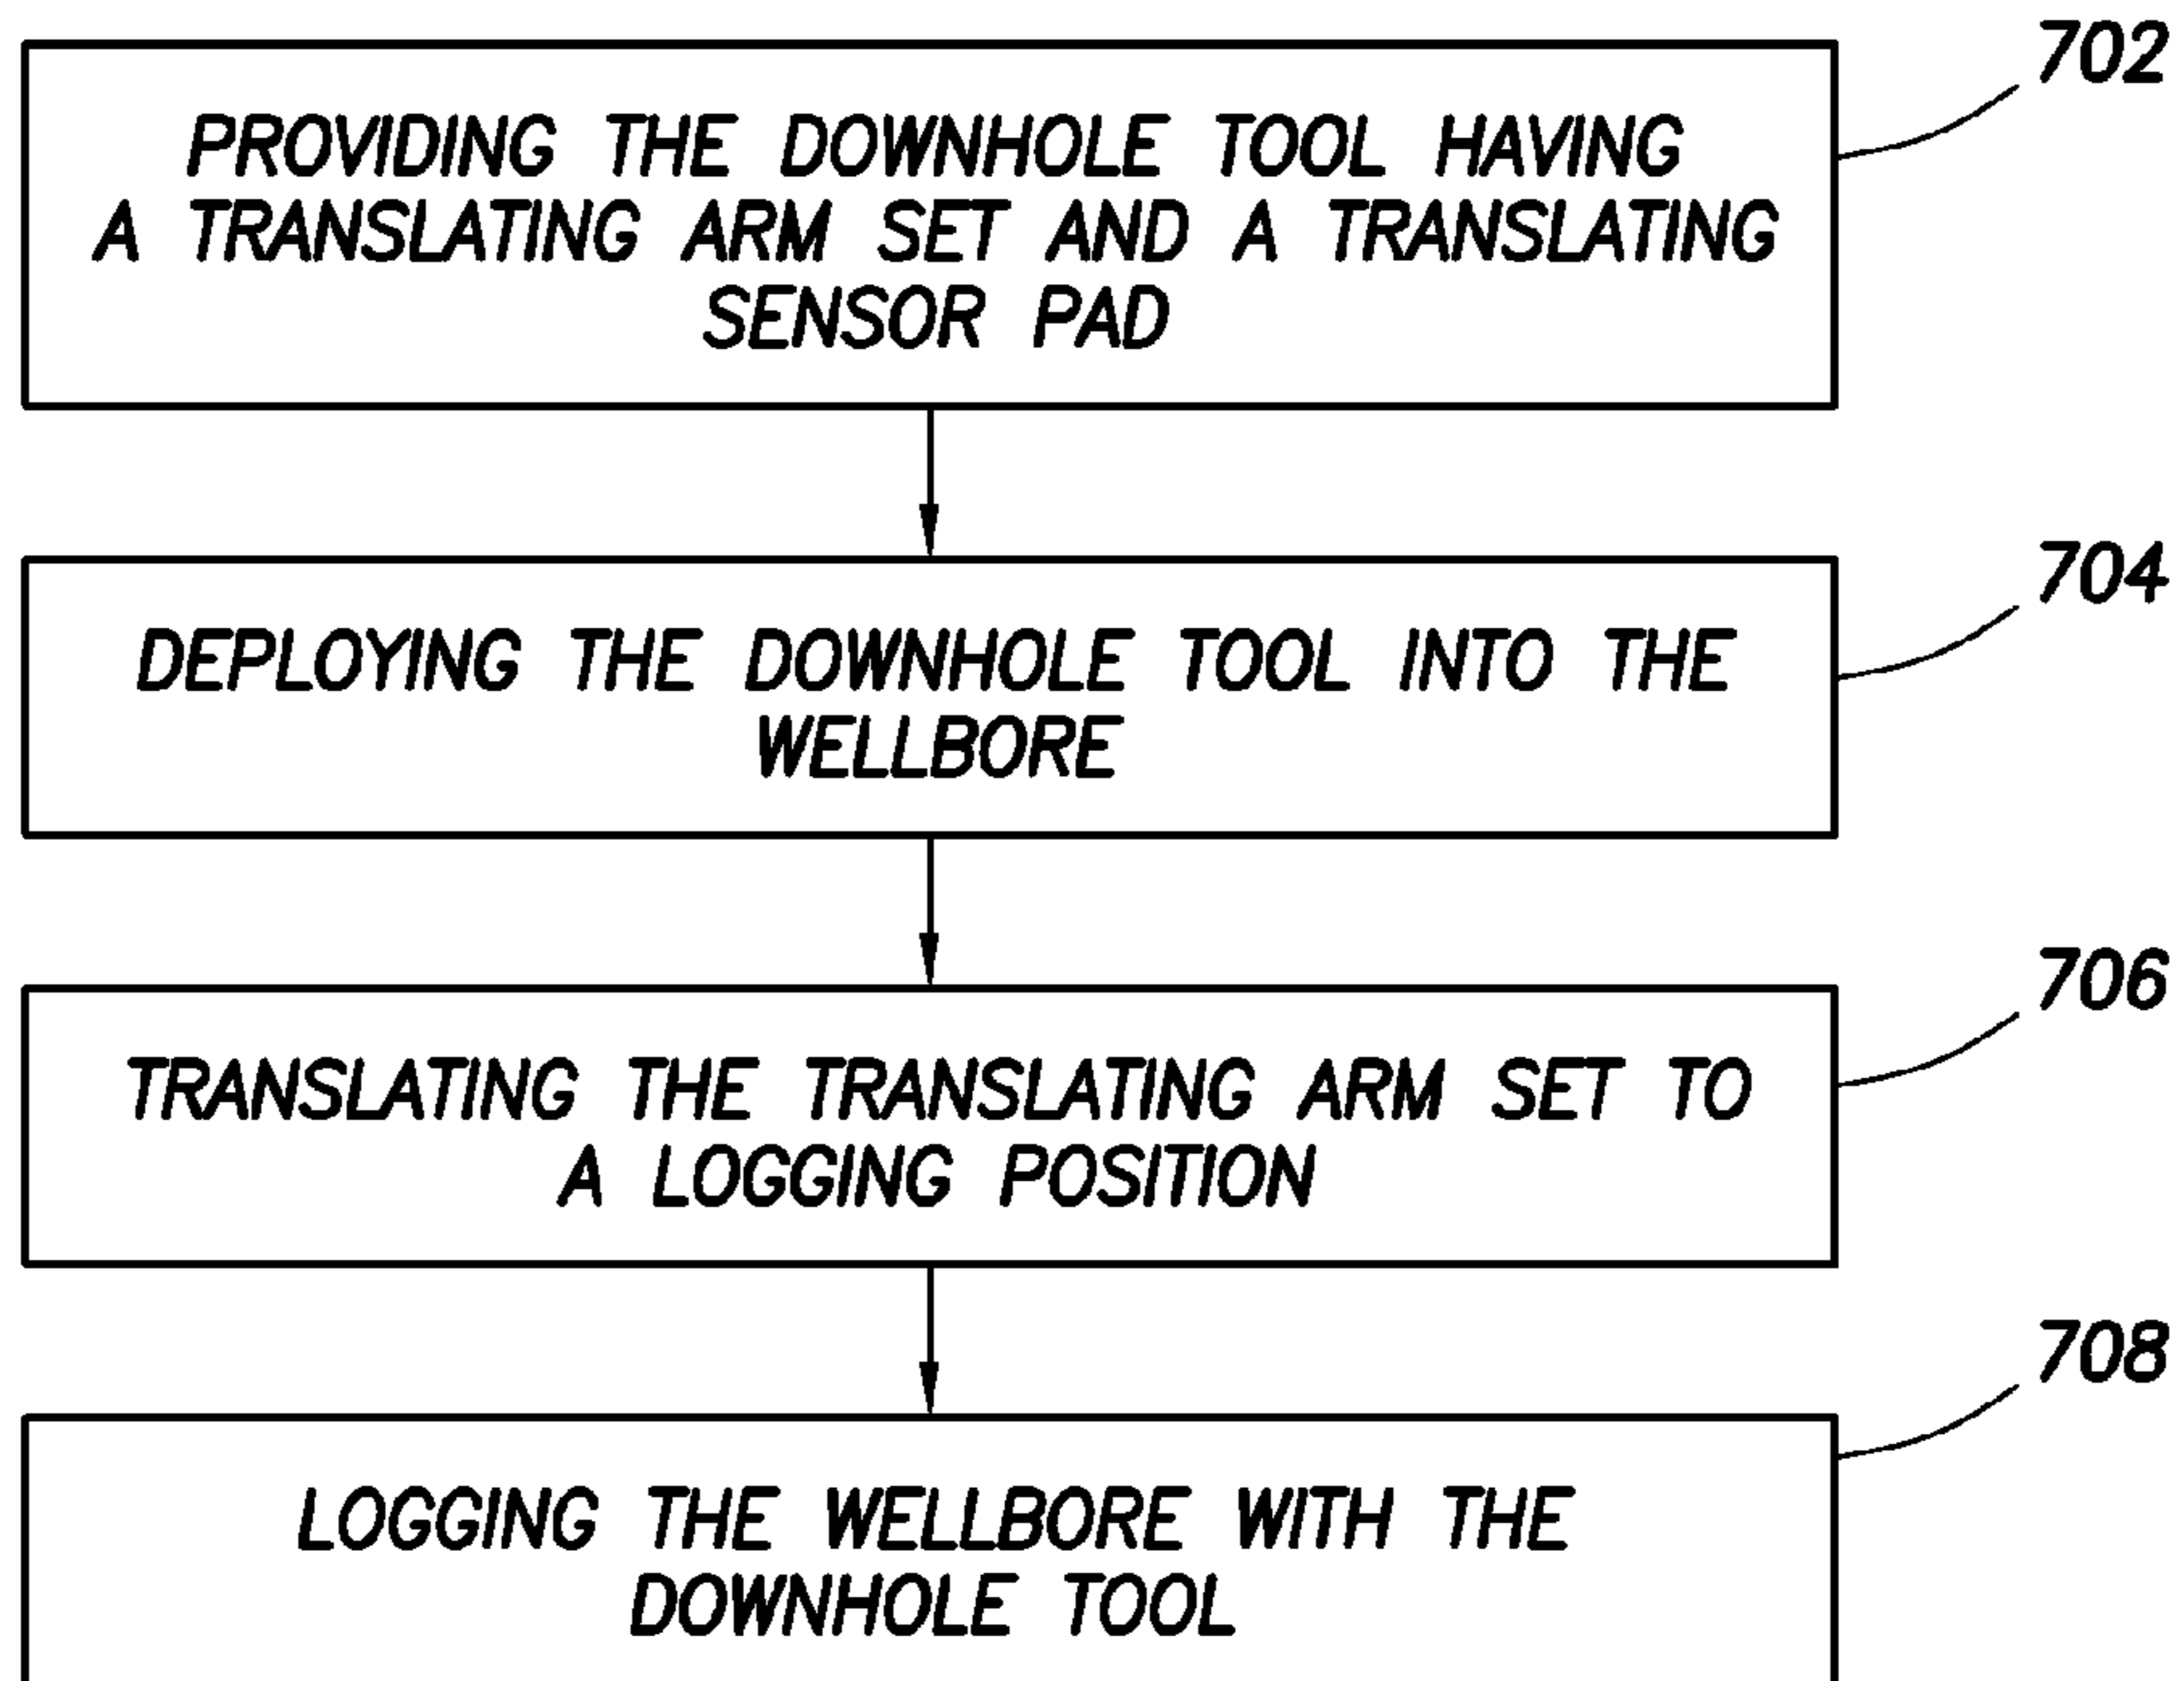 702
PROVIDING THE DOWNHOLE TOOL HAVING
A TRANSLATING ARM SET AND A TRANSLATING
SENSOR PAD
704
DEPLOYING THE DOWNHOLE TOOL INTO THE
WELLBORE
706
TRANSLATING THE TRANSLATING ARM SET TO
A LOGGING POSITION
708
LOGGING THE WELLBORE WITH THE
DOWNHOLE TOOL